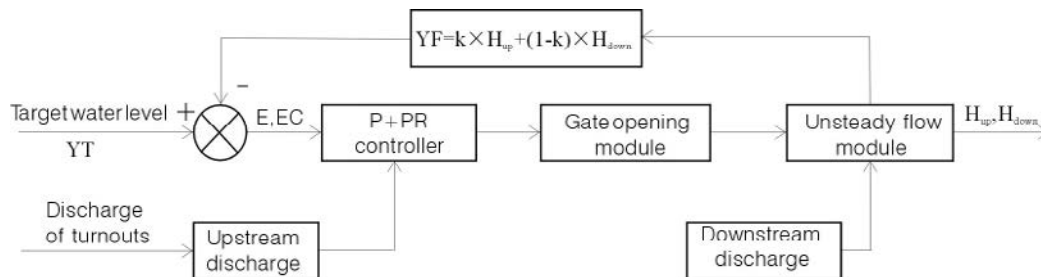 YF=k×H_up+(1-k)×H_down
−
Target water level
+
YT
E,EC
P+PR
controller
Gate opening
module
Unsteady flow
module
H_up,H_down
Discharge
of turnouts
Upstream
discharge
Downstream
discharge